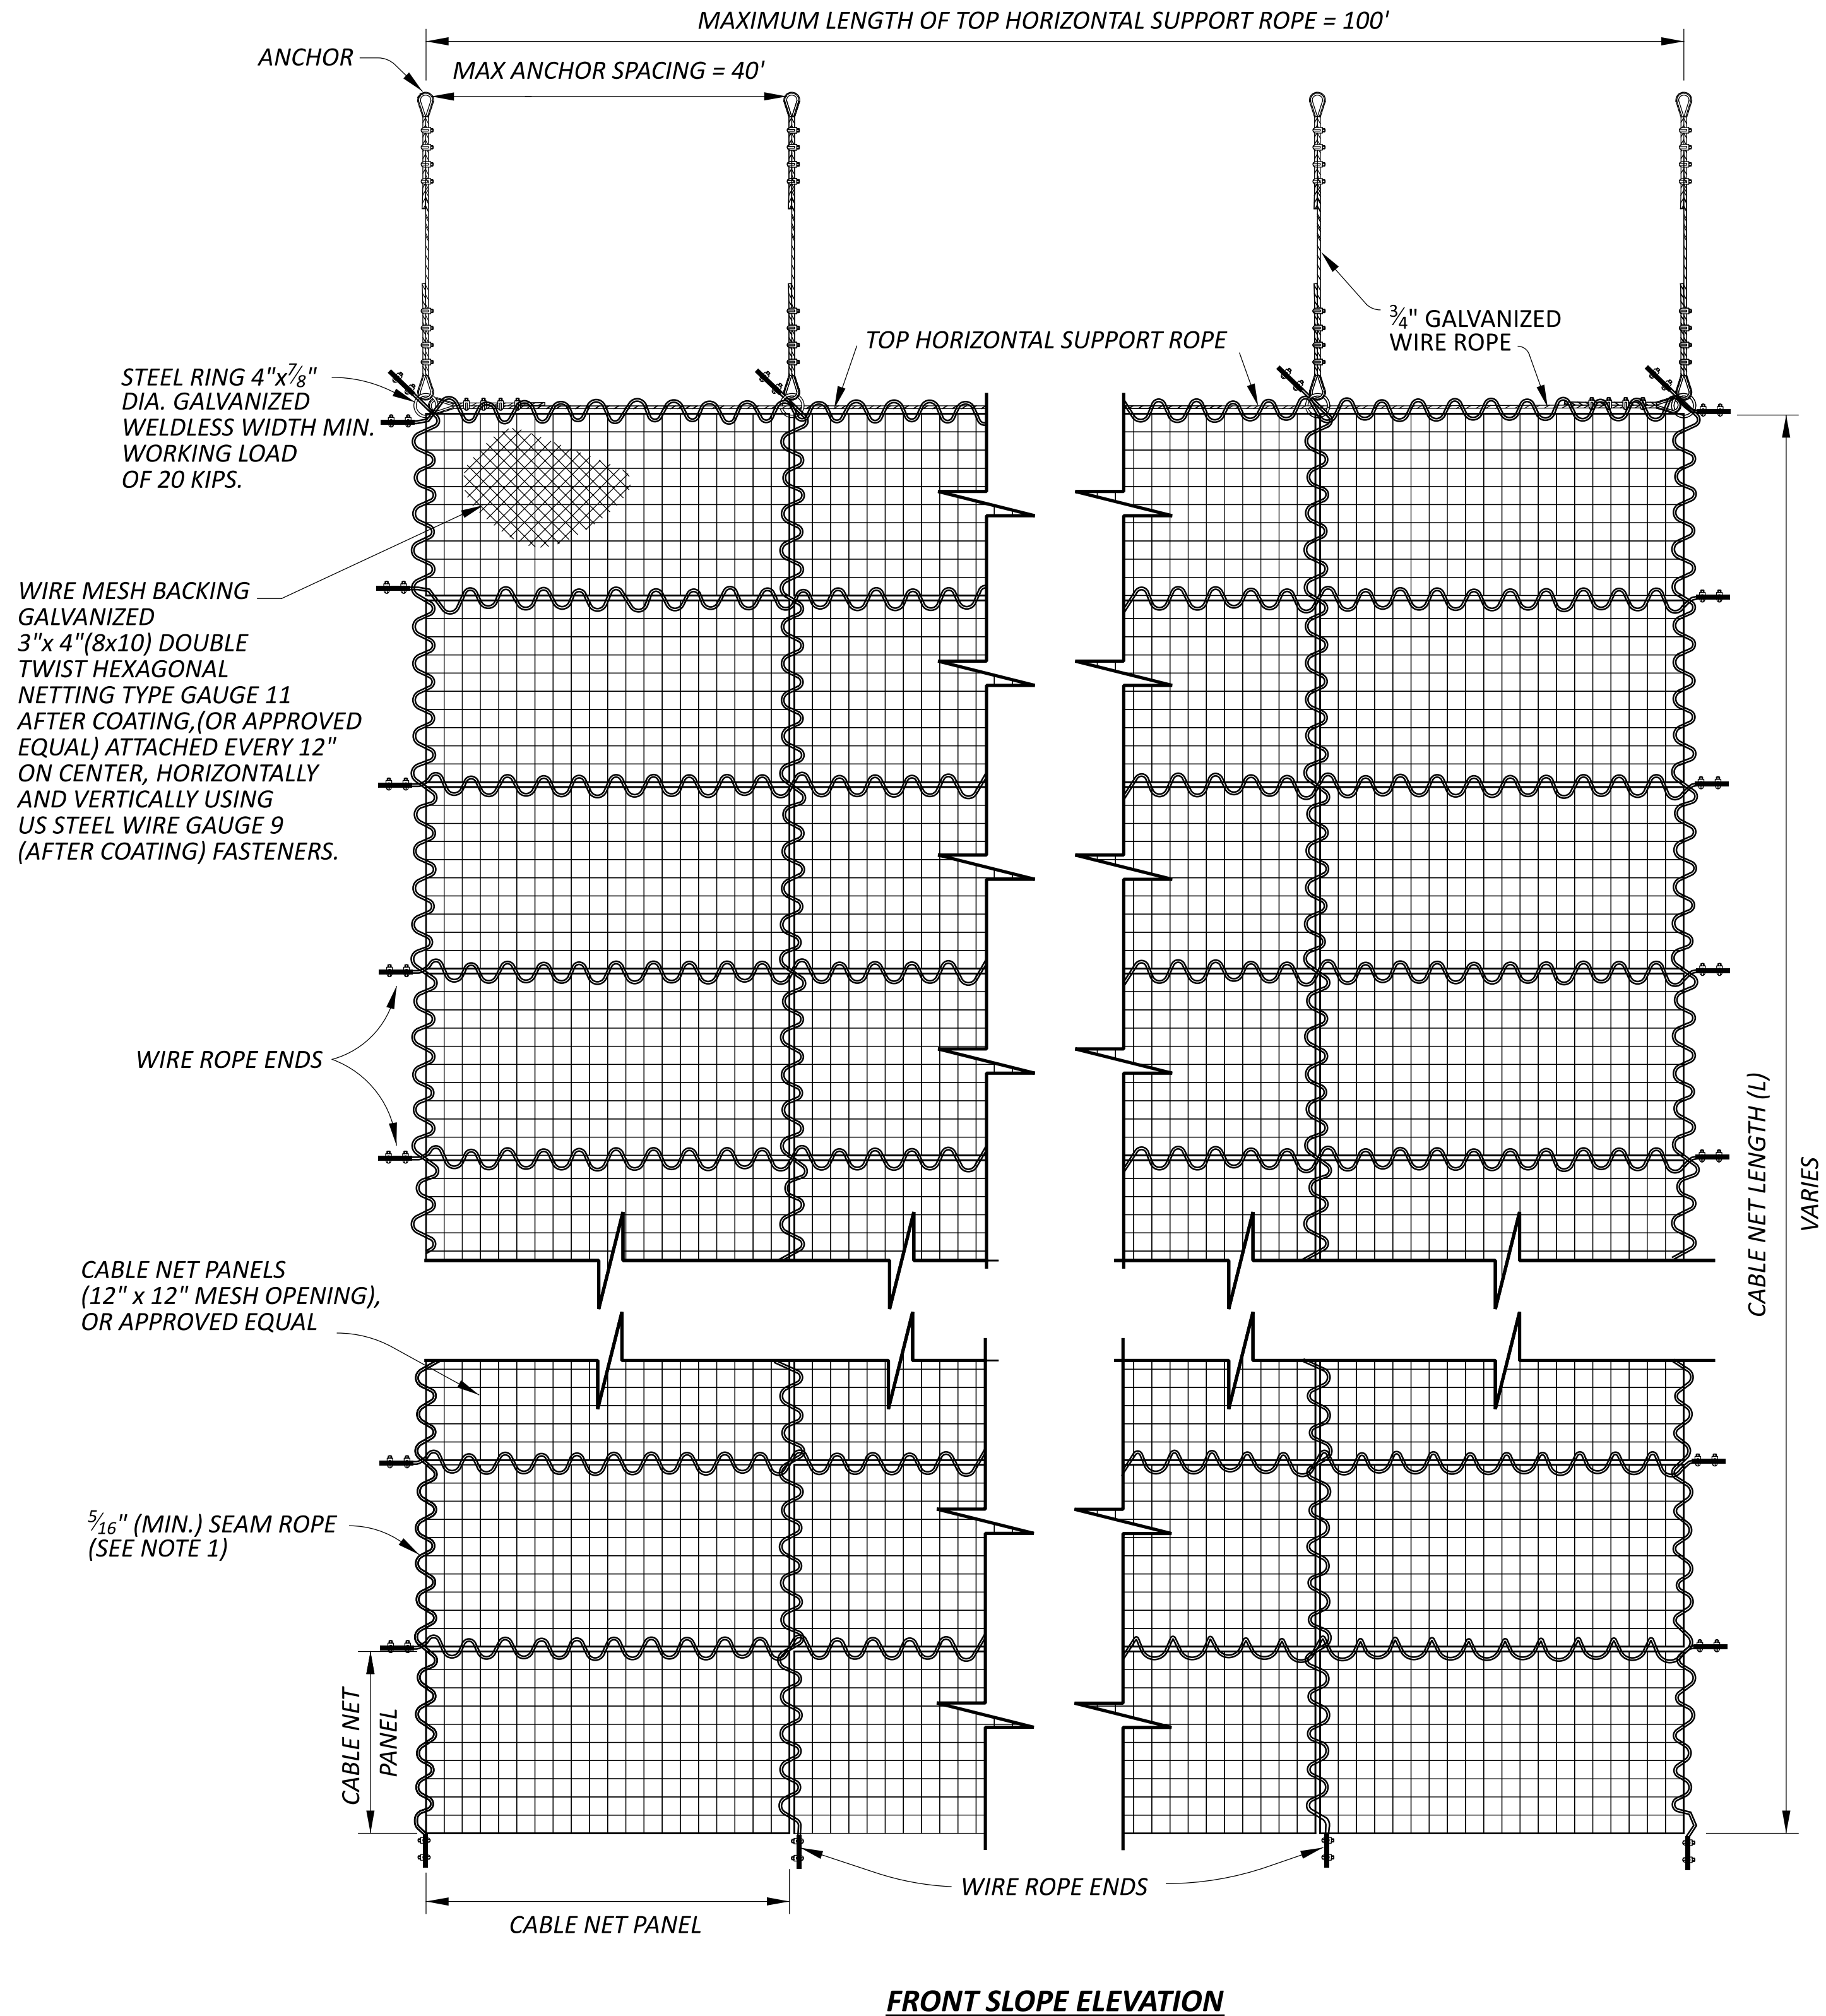 MAXIMUM LENGTH OF TOP HORIZONTAL SUPPORT ROPE = 100'
ANCHOR
MAX ANCHOR SPACING = 40'
¾" GALVANIZED
WIRE ROPE
TOP HORIZONTAL SUPPORT ROPE
STEEL RING 4"x⅞"
DIA. GALVANIZED
WELDLESS WIDTH MIN.
WORKING LOAD
OF 20 KIPS.
WIRE MESH BACKING
GALVANIZED
3"x 4"(8x10) DOUBLE
TWIST HEXAGONAL
NETTING TYPE GAUGE 11
AFTER COATING,(OR APPROVED
EQUAL) ATTACHED EVERY 12"
ON CENTER, HORIZONTALLY
AND VERTICALLY USING
US STEEL WIRE GAUGE 9
(AFTER COATING) FASTENERS.
WIRE ROPE ENDS
CABLE NET LENGTH (L)
VARIES
CABLE NET PANELS
(12" x 12" MESH OPENING),
OR APPROVED EQUAL
5⁄16" (MIN.) SEAM ROPE
(SEE NOTE 1)
CABLE NET
PANEL
WIRE ROPE ENDS
CABLE NET PANEL
FRONT SLOPE ELEVATION